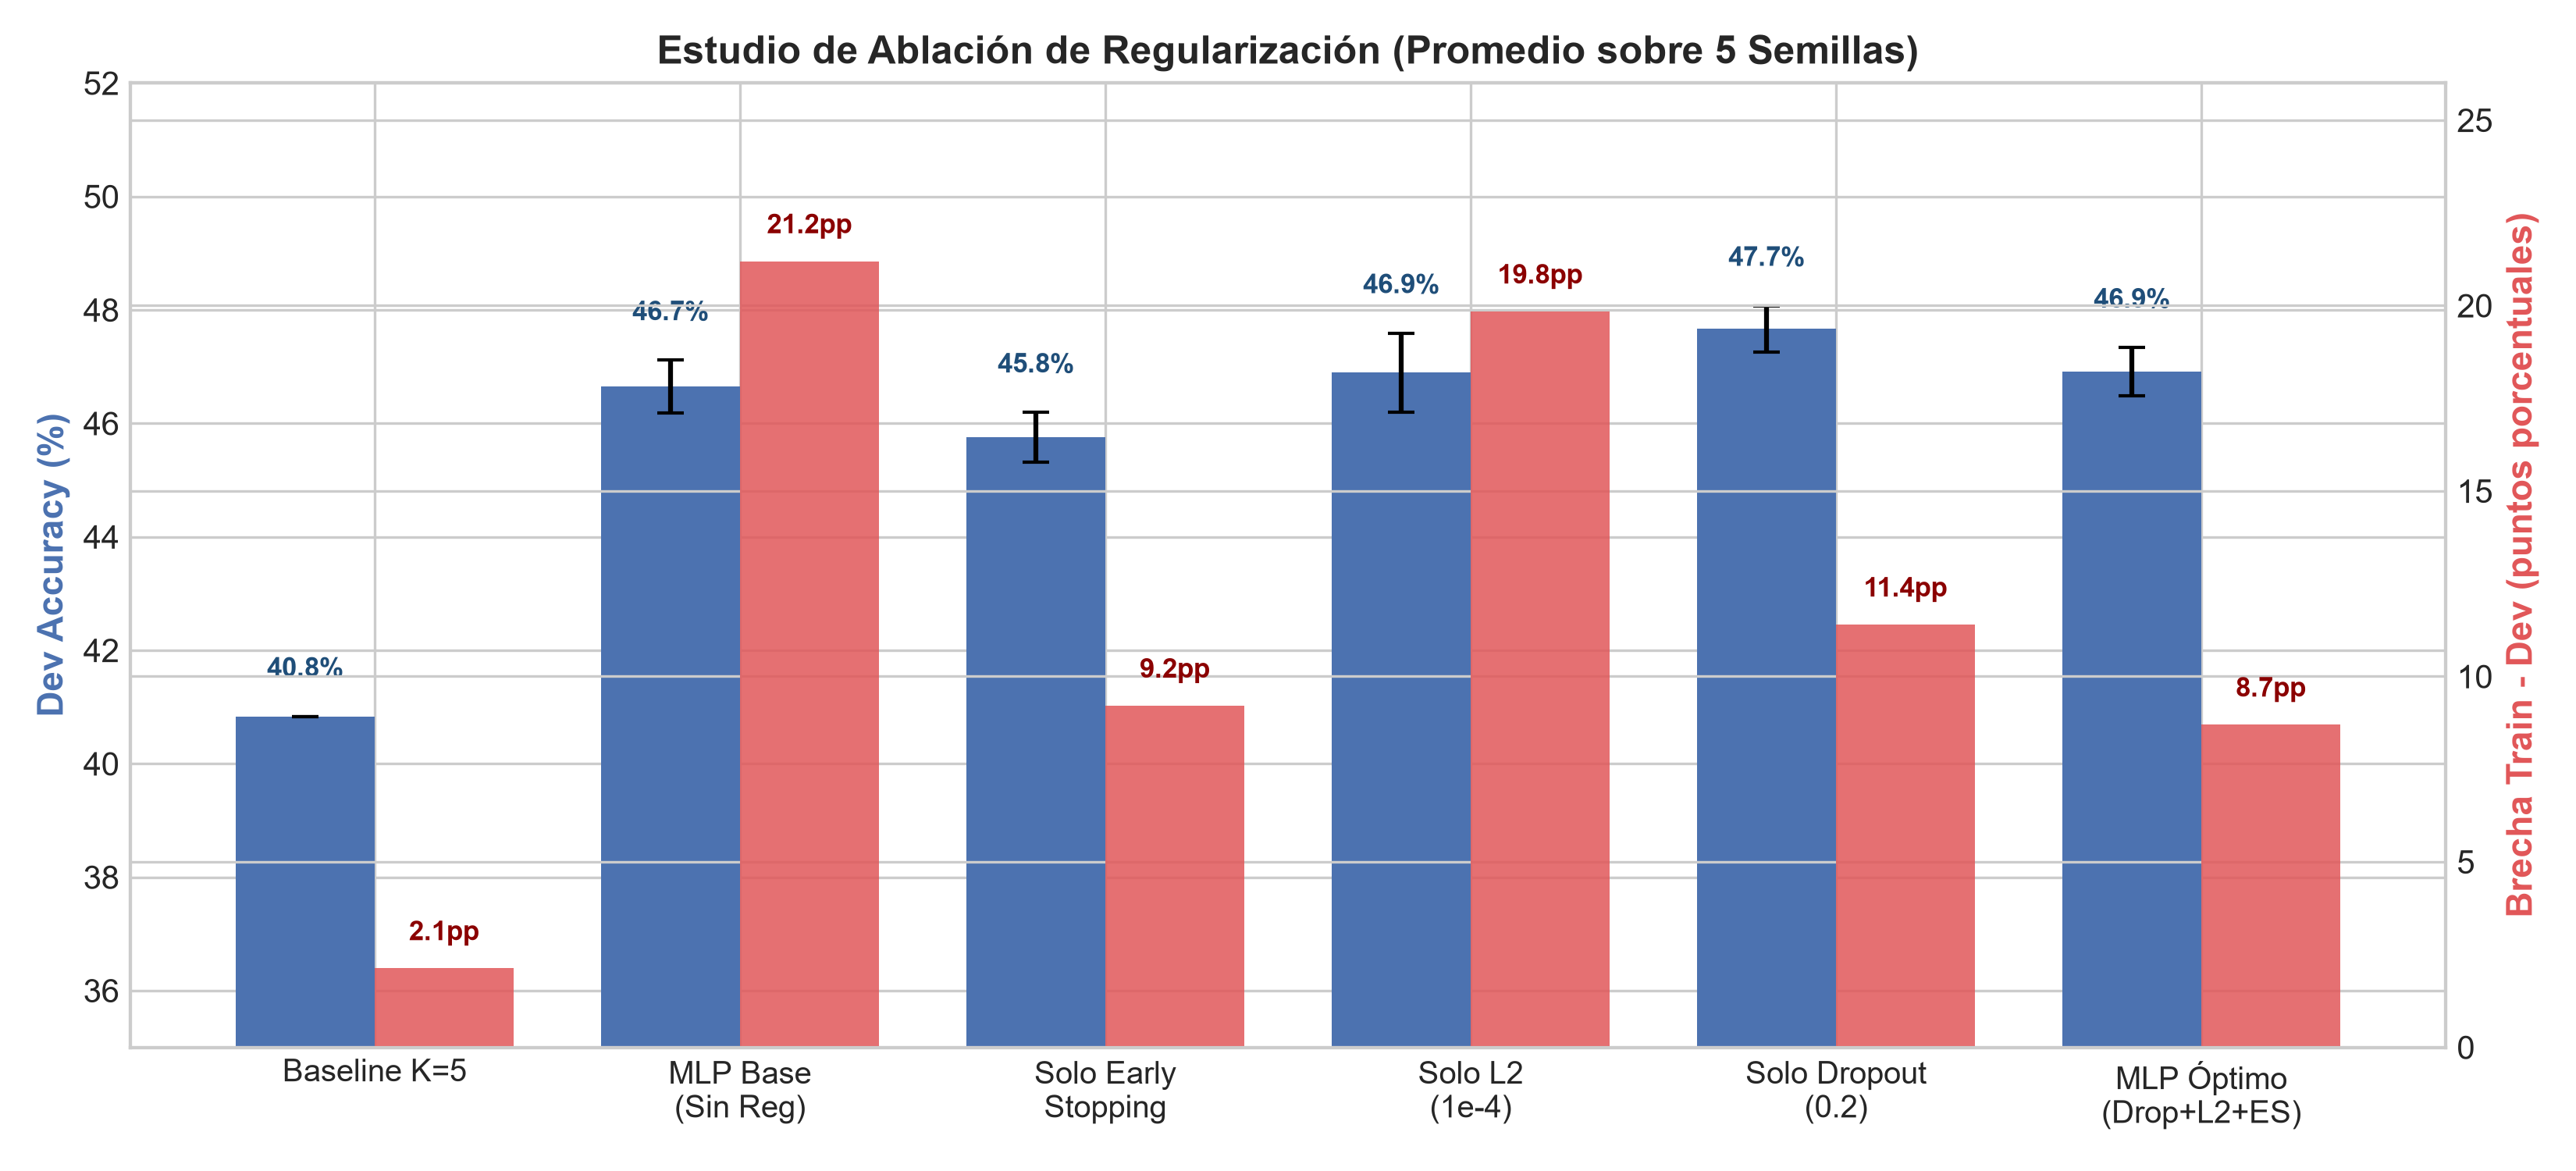 Estudio de Ablación de Regularización (Promedio sobre 5 Semillas)
Dev Accuracy (%)
52
50
48
46
44
42
40
38
36
40.8%
2.1pp
46.7%
21.2pp
45.8%
9.2pp
46.9%
19.8pp
47.7%
11.4pp
46.9%
8.7pp
25
20
15
10
5
0
Brecha Train - Dev (puntos porcentuales)
Baseline K=5
MLP Base
(Sin Reg)
Solo Early
Stopping
Solo L2
(1e-4)
Solo Dropout
(0.2)
MLP Óptimo
(Drop+L2+ES)